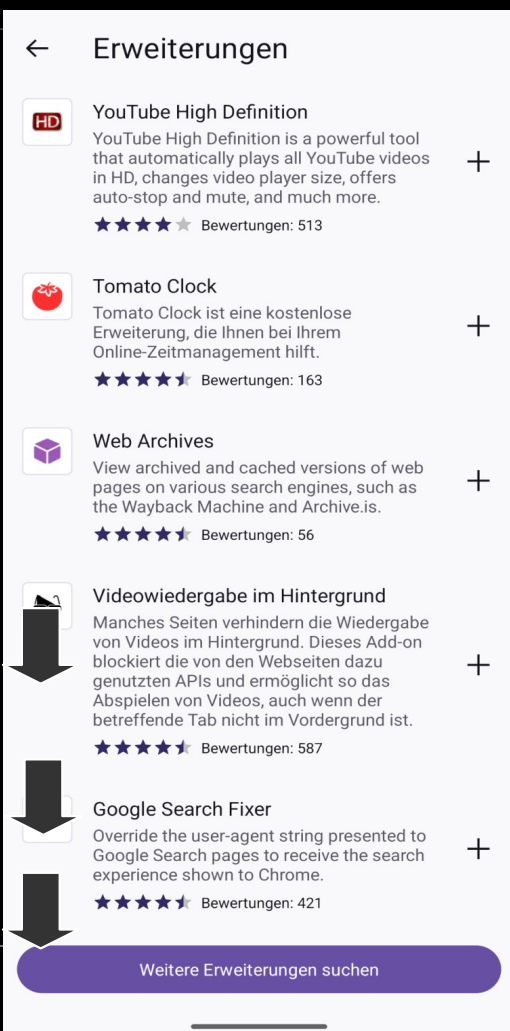 Erweiterungen
HD
YouTube High Definition
YouTube High Definition is a powerful tool
that automatically plays all YouTube videos
in HD, changes video player size, offers
auto-stop and mute, and much more.
Bewertungen: 513
Tomato Clock
Tomato Clock ist eine kostenlose
Erweiterung, die Ihnen bei Ihrem
Online-Zeitmanagement hilft.
Bewertungen: 163
Web Archives
View archived and cached versions of web
pages on various search engines, such as
the Wayback Machine and Archive.is.
Bewertungen: 56
Videowiedergabe im Hintergrund
Manches Seiten verhindern die Wiedergabe
von Videos im Hintergrund. Dieses Add-on
blockiert die von den Webseiten dazu
genutzten APIs und ermöglicht so das
Abspielen von Videos, auch wenn der
betreffende Tab nicht im Vordergrund ist.
Bewertungen: 587
Google Search Fixer
Override the user-agent string presented to
Google Search pages to receive the search
experience shown to Chrome.
Bewertungen: 421
Weitere Erweiterungen suchen